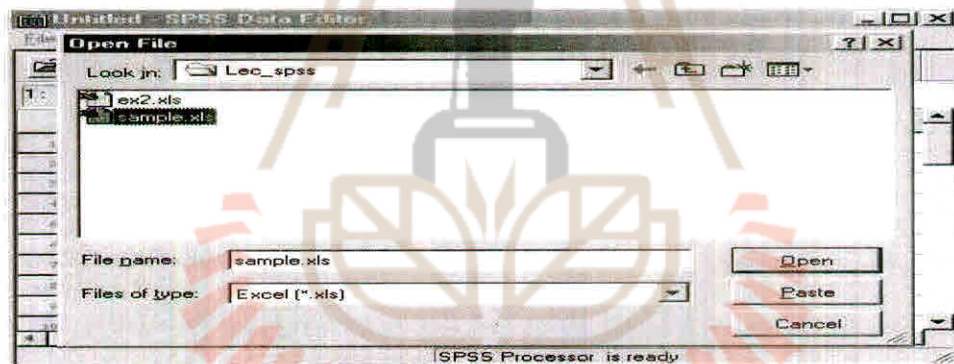 Untitled - SPSS Data Editor
Open File
Look in: Lec_spss
1 :
ex2.xls
sample.xls
File name: sample.xls Open
Files of type: Excel (*.xls) Paste
Cancel
SPSS Processor is ready